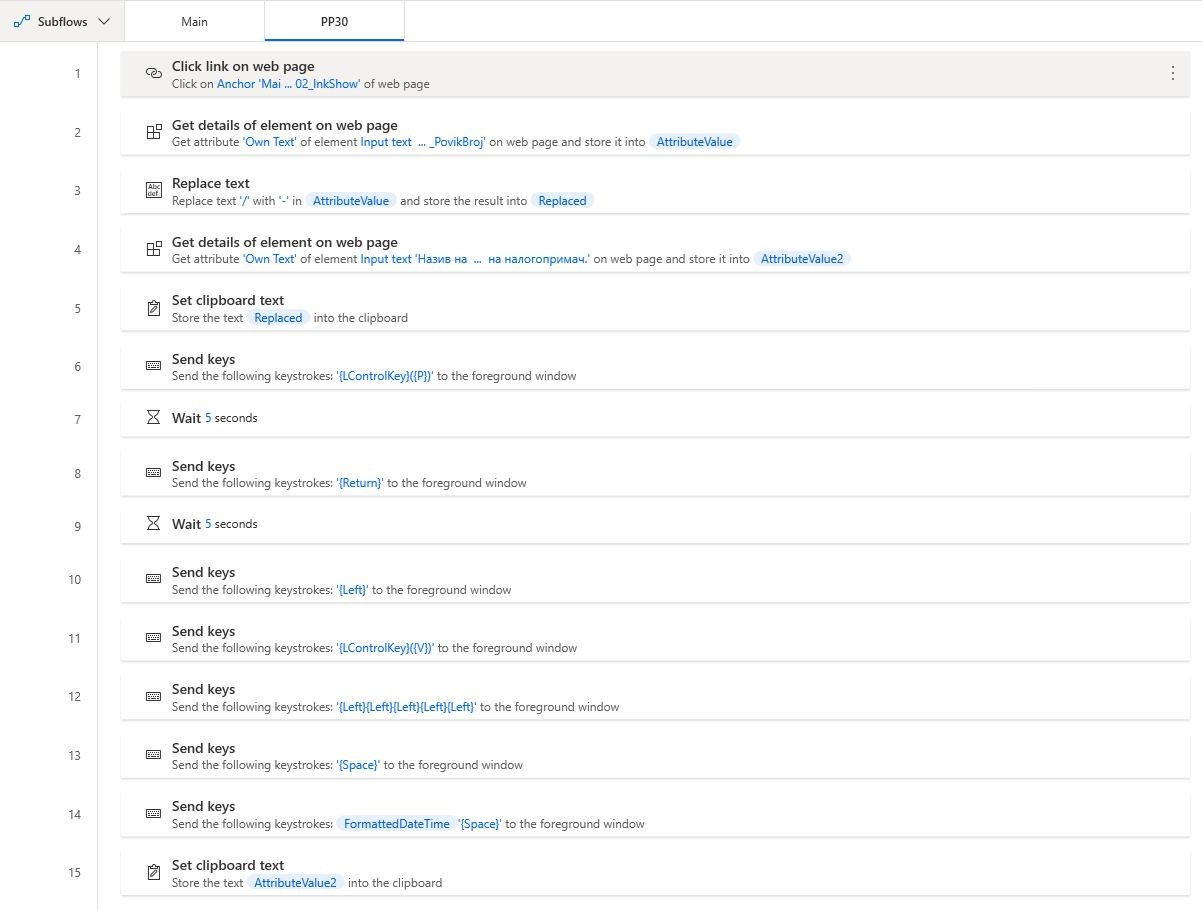 Subflows
Main
PP30
1
Click link on web page
Click on Anchor 'Mai ... 02_lnkShow' of web page
2
Get details of element on web page
Get attribute 'Own Text' of element Input text ... _PovikBroj' on web page and store it into AttributeValue
3
Abc
def
Replace text
Replace text '/' with '-' in AttributeValue and store the result into Replaced
4
Get details of element on web page
Get attribute 'Own Text' of element Input text 'Назив на ... на налогопримач.' on web page and store it into AttributeValue2
5
Set clipboard text
Store the text Replaced into the clipboard
6
Send keys
Send the following keystrokes: '{LControlKey}({P})' to the foreground window
7
Wait 5 seconds
8
Send keys
Send the following keystrokes: '{Return}' to the foreground window
9
Wait 5 seconds
10
Send keys
Send the following keystrokes: '{Left}' to the foreground window
11
Send keys
Send the following keystrokes: '{LControlKey}({V})' to the foreground window
12
Send keys
Send the following keystrokes: '{Left}{Left}{Left}{Left}{Left}' to the foreground window
13
Send keys
Send the following keystrokes: '{Space}' to the foreground window
14
Send keys
Send the following keystrokes: FormattedDateTime '{Space}' to the foreground window
15
Set clipboard text
Store the text AttributeValue2 into the clipboard